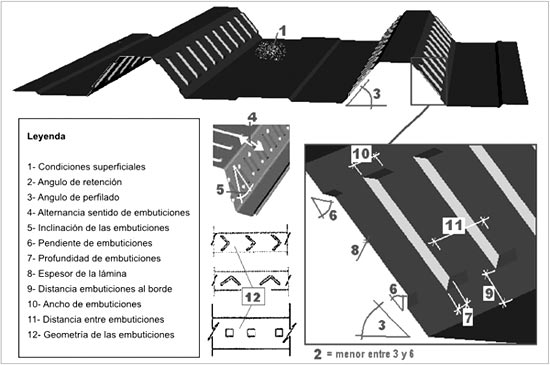 1
3
Leyenda
1- Condiciones superficiales
2- Angulo de retención
3- Angulo de perfilado
4- Alternancia sentido de embuticiones
5- Inclinación de las embuticiones
6- Pendiente de embuticiones
7- Profundidad de embuticiones
8- Espesor de la lámina
9- Distancia embuticiones al borde
10- Ancho de embuticiones
11- Distancia entre embuticiones
12- Geometría de las embuticiones
4
5
12
10
6
11
8
6
9
3
7
2 = menor entre 3 y 6